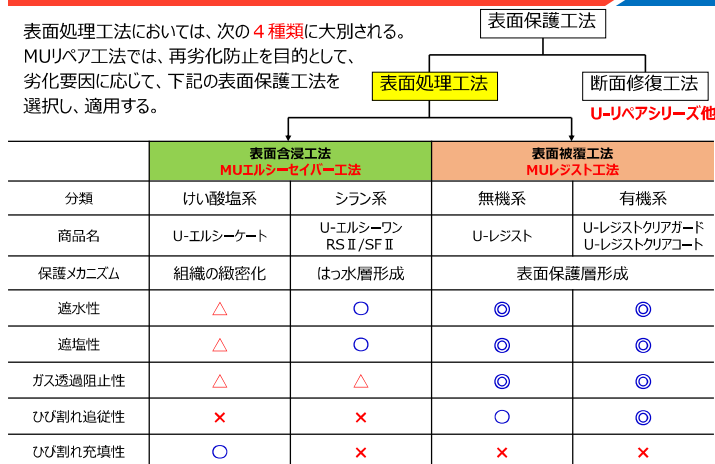 表面処理工法においては、次の４種類に大別される。
MUリペア工法では、再劣化防止を目的として、
劣化要因に応じて、下記の表面保護工法を
選択し、適用する。
表面保護工法
表面処理工法
断面修復工法
U-リペアシリーズ他
表面含浸工法 表面被覆工法
MUエルシーセイバー工法 MUレジスト工法
分類 けい酸塩系 シラン系 無機系 有機系
商品名 U-エルシーケート U-エルシーワン RSⅡ/SFⅡ U-レジスト U-レジストクリアガード U-レジストクリアコート
保護メカニズム 組織の緻密化 はっ水層形成 表面保護層形成
遮水性 △ ○ ◎ ◎
遮塩性 △ ○ ◎ ◎
ガス透過阻止性 △ △ ◎ ◎
ひび割れ追従性 × × ○ ◎
ひび割れ充填性 ○ × × ×